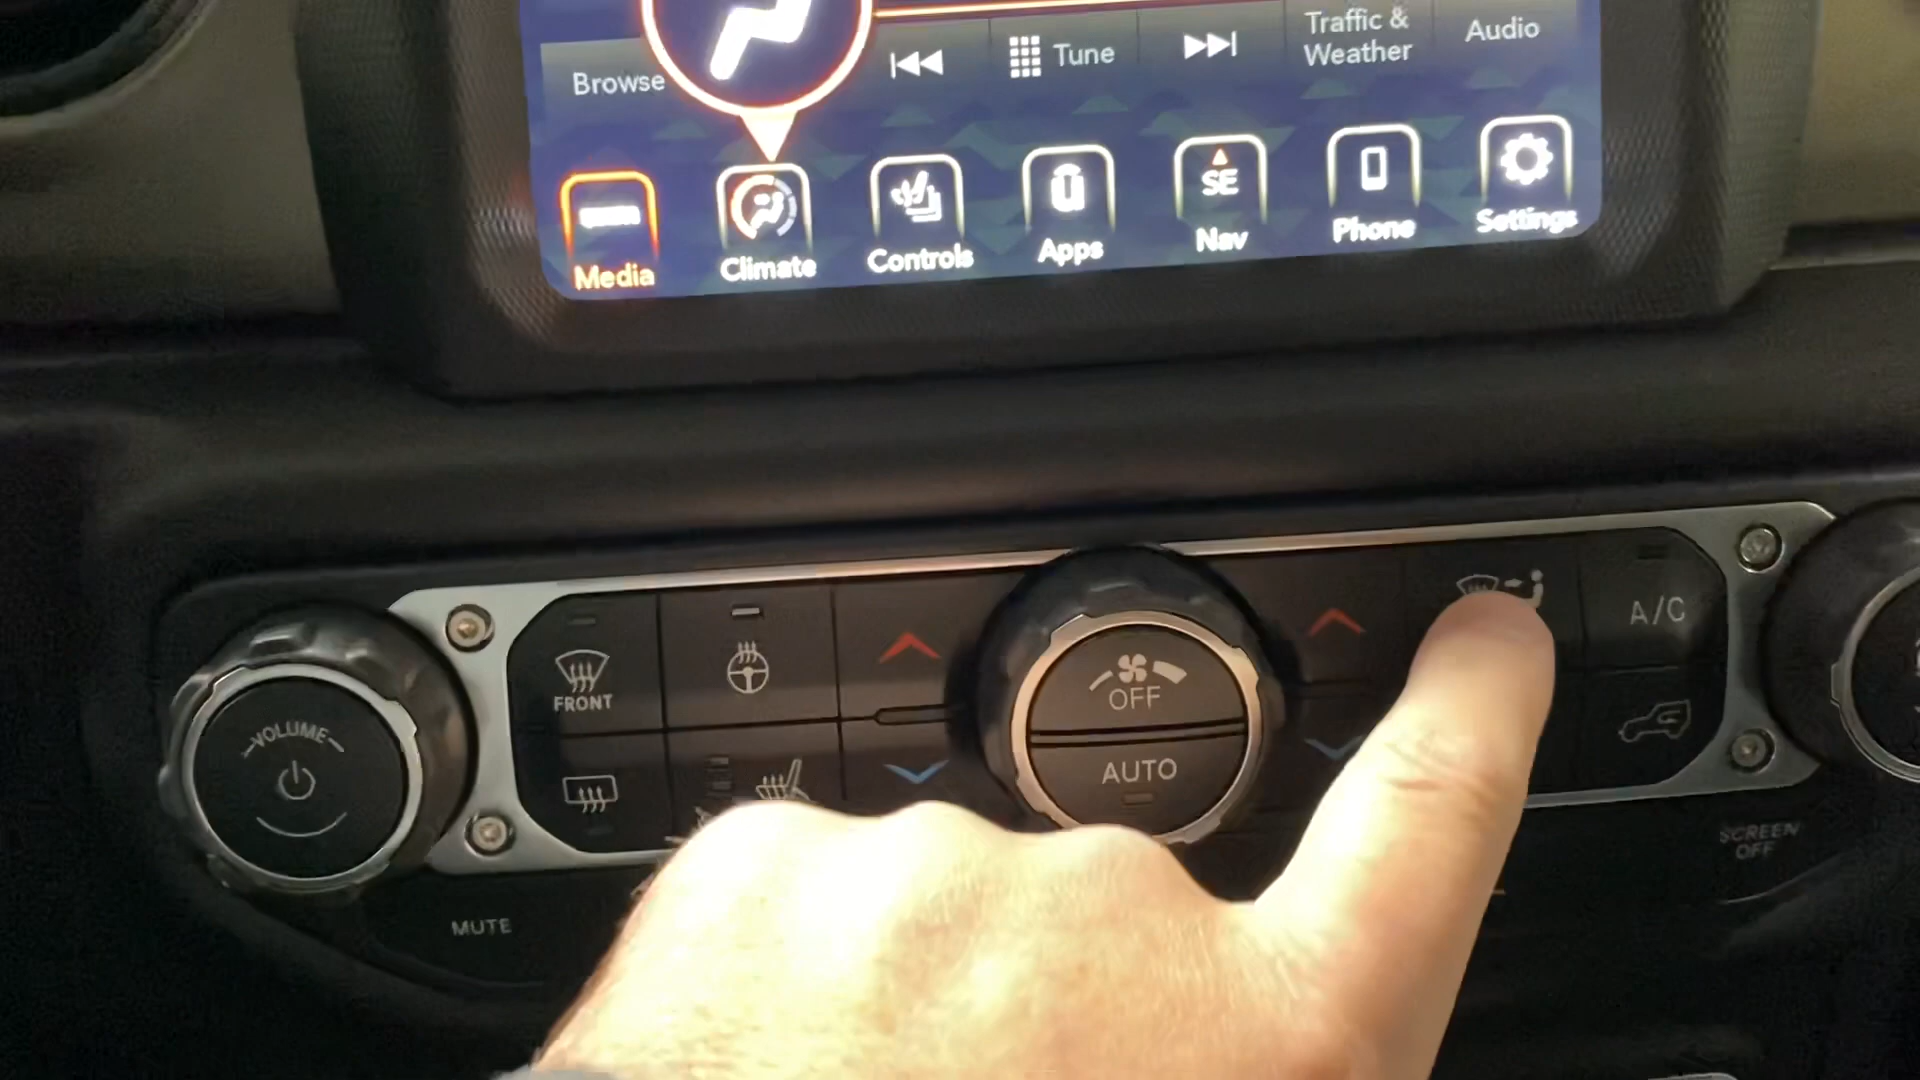 Browse
Tune
Traffic &
Weather
Audio
Media
Climate
Controls
Apps
SE
Nav
Phone
Settings
FRONT
OFF
AUTO
A/C
VOLUME
MUTE
SCREEN
OFF